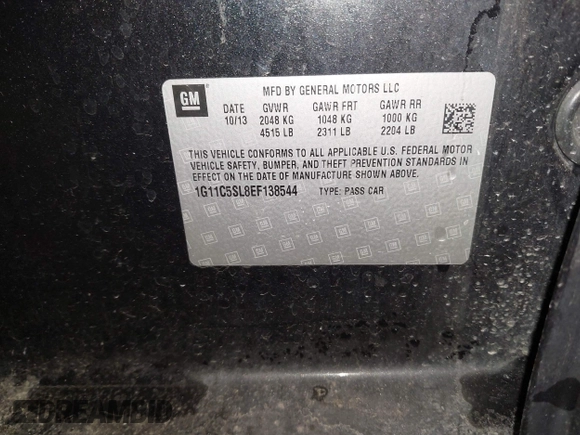 MFD BY GENERAL MOTORS LLC
GM
DATE GVWR GAWR FRT GAWR RR
10/13 2048 KG 1048 KG 1000 KG
4515 LB 2311 LB 2204 LB
THIS VEHICLE CONFORMS TO ALL APPLICABLE U.S. FEDERAL MOTOR
VEHICLE SAFETY, BUMPER, AND THEFT PREVENTION STANDARDS IN
EFFECT ON THE DATE OF MANUFACTURE SHOWN ABOVE.
1G11C5SL8EF138544 TYPE: PASS CAR
DREAMBID